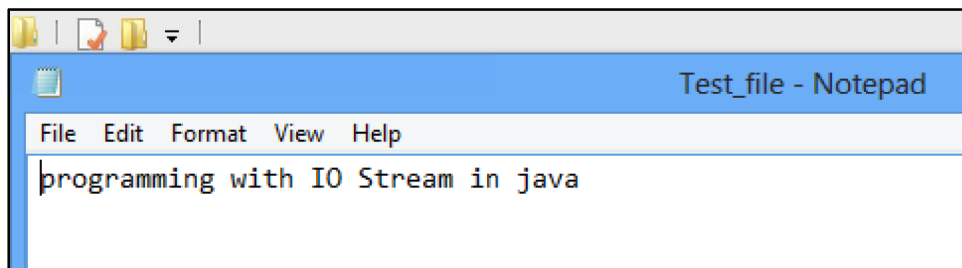 Test_file - Notepad
File Edit Format View Help
programming with IO Stream in java